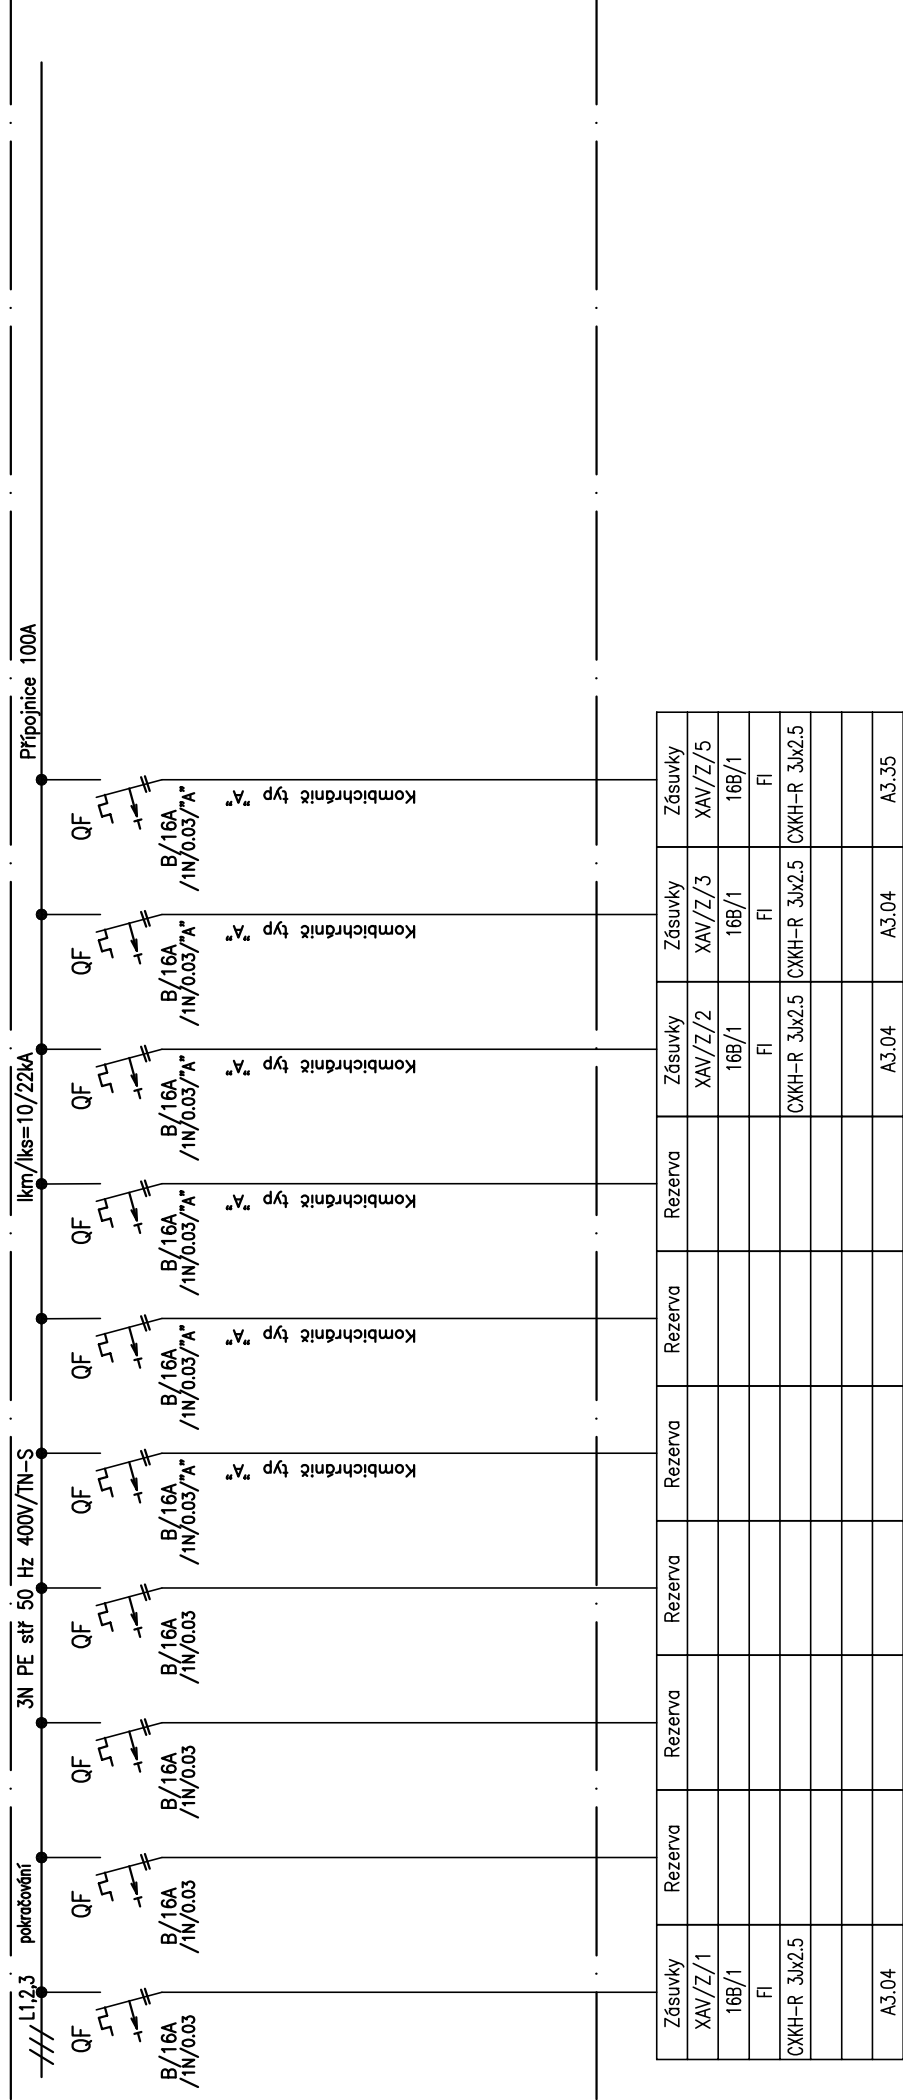 L1,2,3
pokračování
3N PE stř 50 Hz 400V/TN-S
Ikm/Iks=10/22kA
Přípojnice 100A
QF
B/16A
/1N/0.03
QF
B/16A
/1N/0.03
QF
B/16A
/1N/0.03
QF
B/16A
/1N/0.03
QF
B/16A
/1N/0.03/"A"
Kombichránič typ "A"
QF
B/16A
/1N/0.03/"A"
Kombichránič typ "A"
QF
B/16A
/1N/0.03/"A"
Kombichránič typ "A"
QF
B/16A
/1N/0.03/"A"
Kombichránič typ "A"
QF
B/16A
/1N/0.03/"A"
Kombichránič typ "A"
QF
B/16A
/1N/0.03/"A"
Kombichránič typ "A"
Zásuvky
XAV/Z/1
16B/1
FI
CXKH-R 3Jx2.5
A3.04
Rezerva
Rezerva
Rezerva
Rezerva
Rezerva
Rezerva
Zásuvky
XAV/Z/2
16B/1
FI
CXKH-R 3Jx2.5
A3.04
Zásuvky
XAV/Z/3
16B/1
FI
CXKH-R 3Jx2.5
A3.04
Zásuvky
XAV/Z/5
16B/1
FI
CXKH-R 3Jx2.5
A3.35